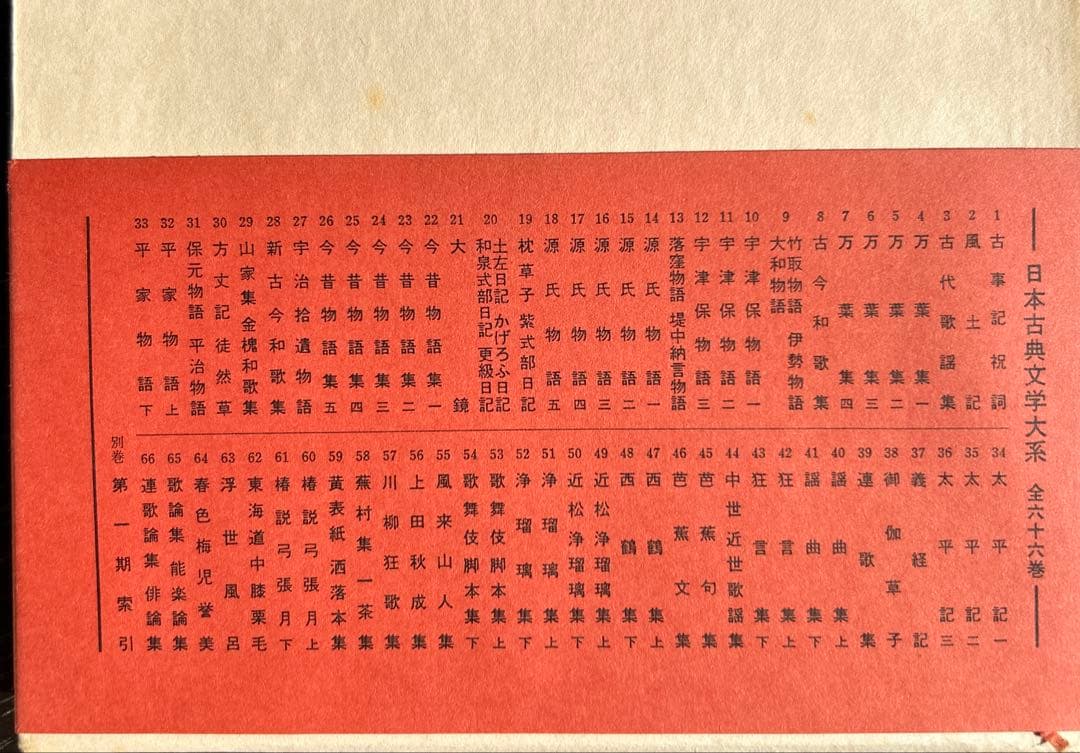 日本古典文学大系 全六十六巻
1 古事記 祝詞
2 風土記
3 古代歌謡集
4 万葉集一
5 万葉集二
6 万葉集三
7 万葉集四
8 古今和歌集
9 竹取物語 伊勢物語
大和物語
10 宇津保物語一
11 宇津保物語二
12 宇津保物語三
13 落窪物語 堤中納言物語
14 源氏物語一
15 源氏物語二
16 源氏物語三
17 源氏物語四
18 源氏物語五
19 枕草子 紫式部日記
20 土左日記 かげろふ日記
和泉式部日記 更級日記
21 大鏡
22 今昔物語集一
23 今昔物語集二
24 今昔物語集三
25 今昔物語集四
26 今昔物語集五
27 宇治拾遺物語
28 新古今和歌集
29 山家集 金槐和歌集
30 方丈記 徒然草
31 保元物語 平治物語
32 平家物語上
33 平家物語下
34 太平記一
35 太平記二
36 太平記三
37 義経記
38 御伽草子
39 連歌集
40 謡曲集上
41 謡曲集下
42 狂言集上
43 狂言集下
44 中世近世歌謡集
45 芭蕉句集
46 芭蕉文集
47 西鶴集上
48 西鶴集下
49 近松浄瑠璃集上
50 近松浄瑠璃集下
51 浄瑠璃集上
52 浄瑠璃集下
53 歌舞伎脚本集上
54 歌舞伎脚本集下
55 風来山人集
56 上田秋成集
57 川柳狂歌集
58 蕪村集 一茶集
59 黄表紙 洒落本集
60 椿説弓張月上
61 椿説弓張月下
62 東海道中膝栗毛
63 浮世風呂
64 春色梅児誉美
65 歌論集 能楽論集
66 連歌論集 俳論集
別巻 第一期索引